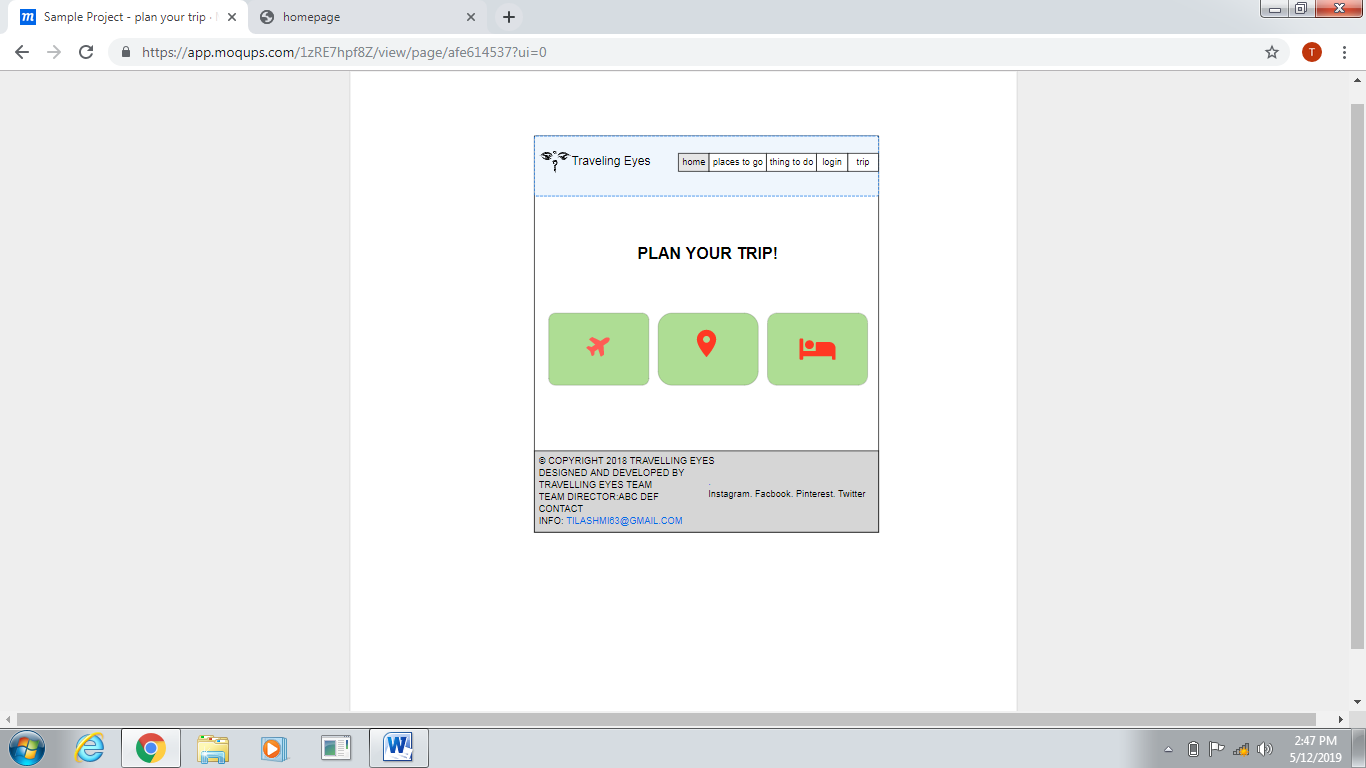 Sample Project - plan your trip ·
homepage
https://app.moqups.com/1zRE7hpf8Z/view/page/afe614537?ui=0
T
Traveling Eyes
home places to go thing to do login trip
PLAN YOUR TRIP!
© COPYRIGHT 2018 TRAVELLING EYES
DESIGNED AND DEVELOPED BY
TRAVELLING EYES TEAM
TEAM DIRECTOR:ABC DEF
CONTACT
INFO: TILASHMI63@GMAIL.COM
Instagram. Facbook. Pinterest. Twitter
2:47 PM
5/12/2019